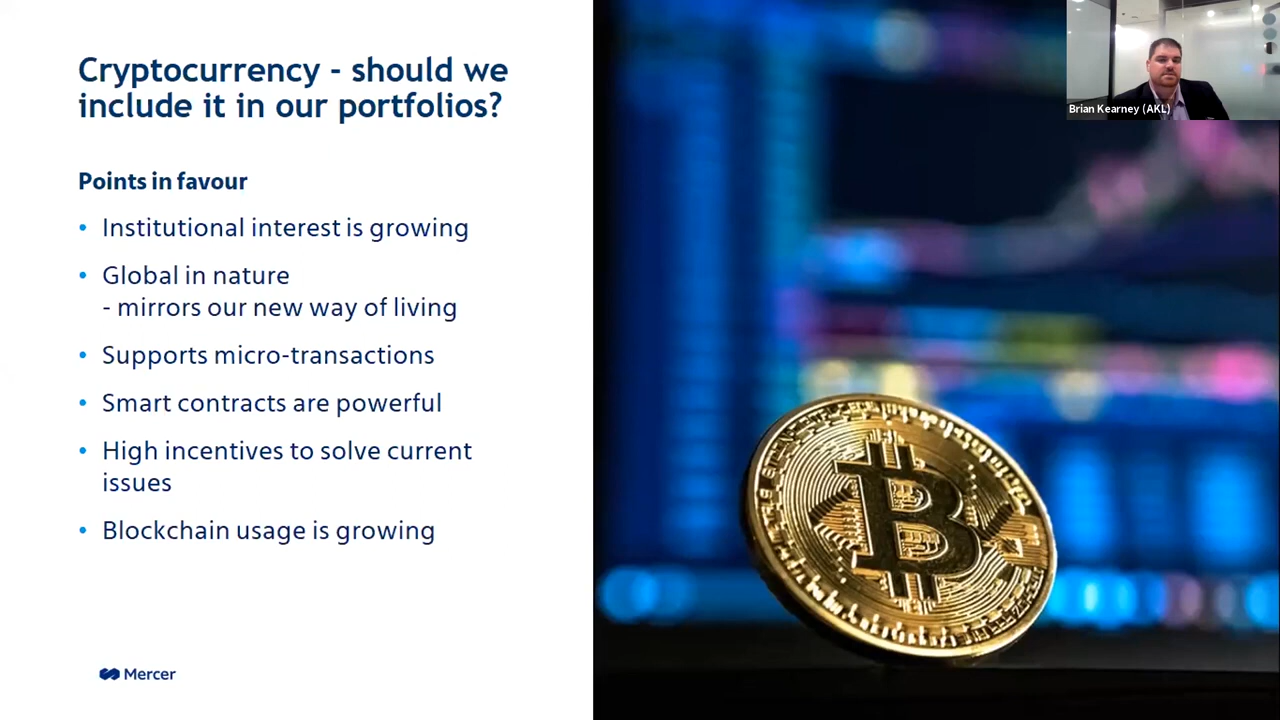 Cryptocurrency - should we
include it in our portfolios?
Points in favour
• Institutional interest is growing
• Global in nature
- mirrors our new way of living
• Supports micro-transactions
• Smart contracts are powerful
• High incentives to solve current
issues
• Blockchain usage is growing
Mercer
Brian Kearney (AKL)